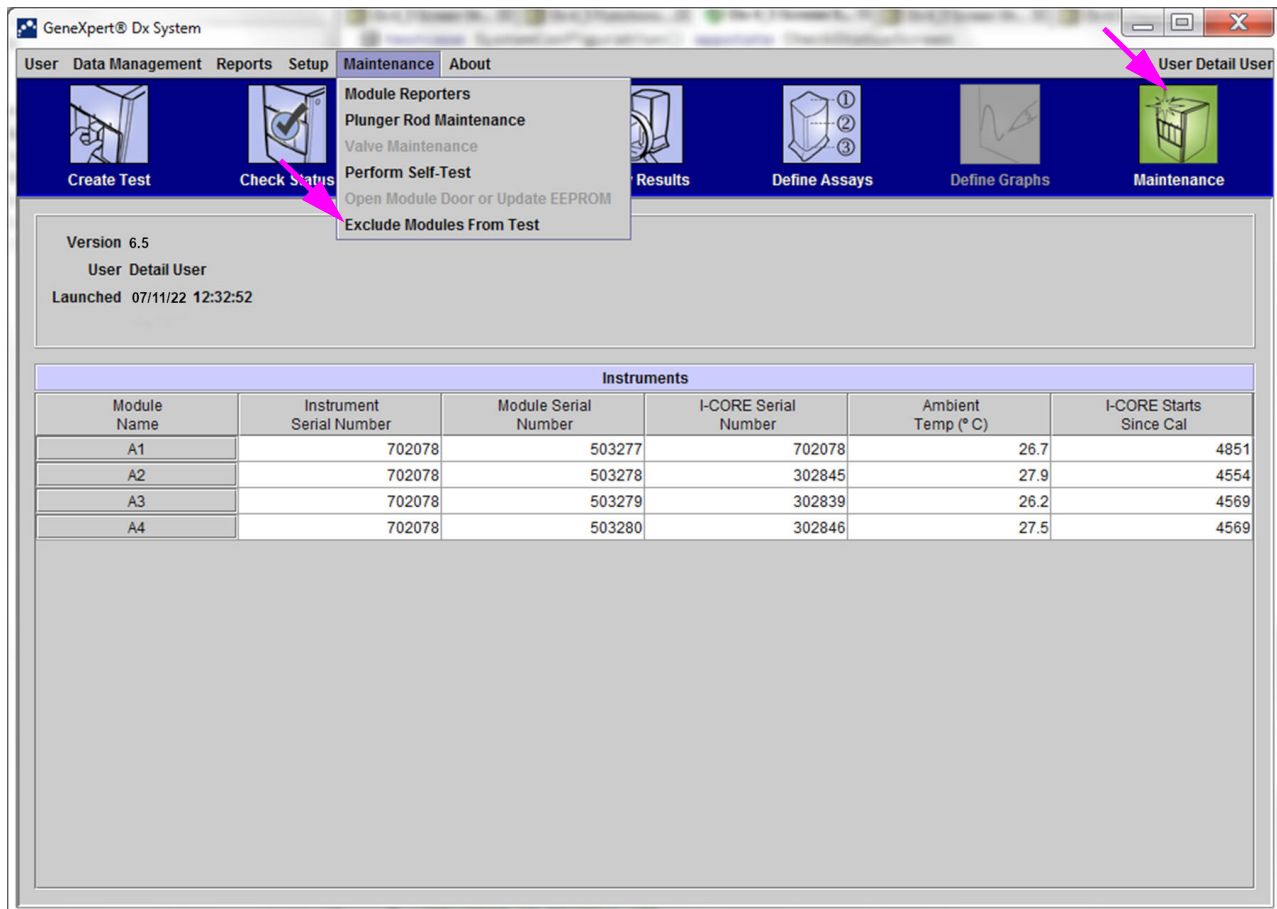 GeneXpert® Dx System
User Data Management Reports Setup Maintenance About User Detail User
Module Reporters
Plunger Rod Maintenance
Valve Maintenance
Perform Self-Test
Open Module Door or Update EEPROM
Exclude Modules From Test
Create Test Check Status Results Define Assays Define Graphs Maintenance
1
2
3
Version 6.5
User Detail User
Launched 07/11/22 12:32:52
Instruments
Module Name Instrument Serial Number Module Serial Number I-CORE Serial Number Ambient Temp (° C) I-CORE Starts Since Cal
A1 702078 503277 702078 26.7 4851
A2 702078 503278 302845 27.9 4554
A3 702078 503279 302839 26.2 4569
A4 702078 503280 302846 27.5 4569